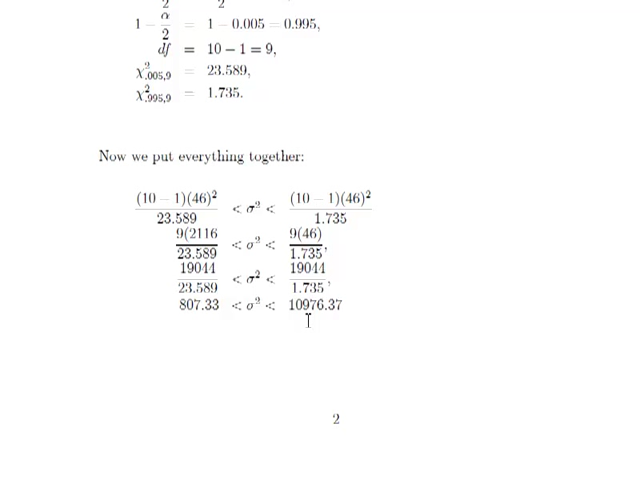 2 2
1 − α/2 = 1 − 0.005 = 0.995,
df = 10 − 1 = 9,
χ².005,9 = 23.589,
χ².995,9 = 1.735.
Now we put everything together:
(10 − 1)(46)²/23.589 < σ² < (10 − 1)(46)²/1.735
9(2116/23.589 < σ² < 9(46)/1.735,
19044/23.589 < σ² < 19044/1.735,
807.33 < σ² < 10976.37
2